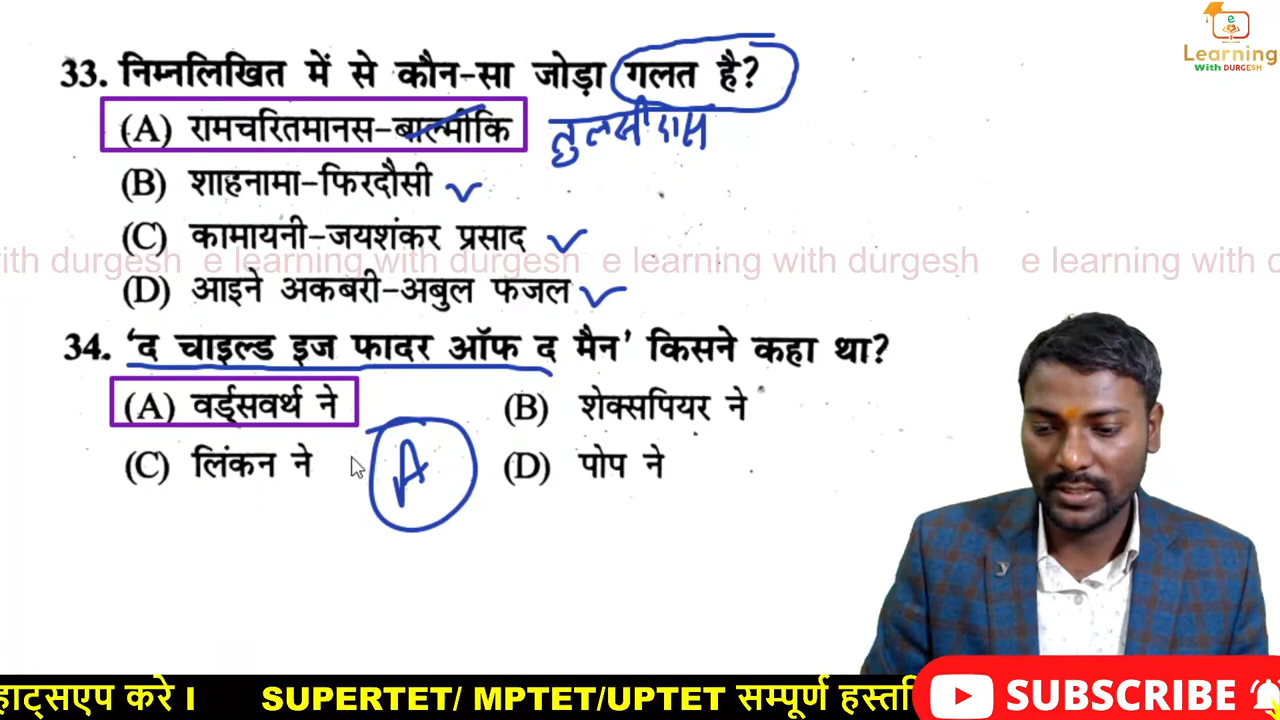 e
Learning
With DURGESH
33. निम्नलिखित में से कौन-सा जोड़ा गलत है?
(A) रामचरितमानस-बाल्मीकि तुलसीदास
(B) शाहनामा-फिरदौसी
(C) कामायनी-जयशंकर प्रसाद
ith durgesh e learning with durgesh e learning with durgesh e learning with d
(D) आइने अकबरी-अबुल फजल
34. ‘द चाइल्ड इज फादर ऑफ द मैन’ किसने कहा था?
(A) वर्ड्सवर्थ ने (B) शेक्सपियर ने
(C) लिंकन ने A (D) पोप ने
हाट्सएप करे I SUPERTET/ MPTET/UPTET सम्पूर्ण हस्त
SUBSCRIBE